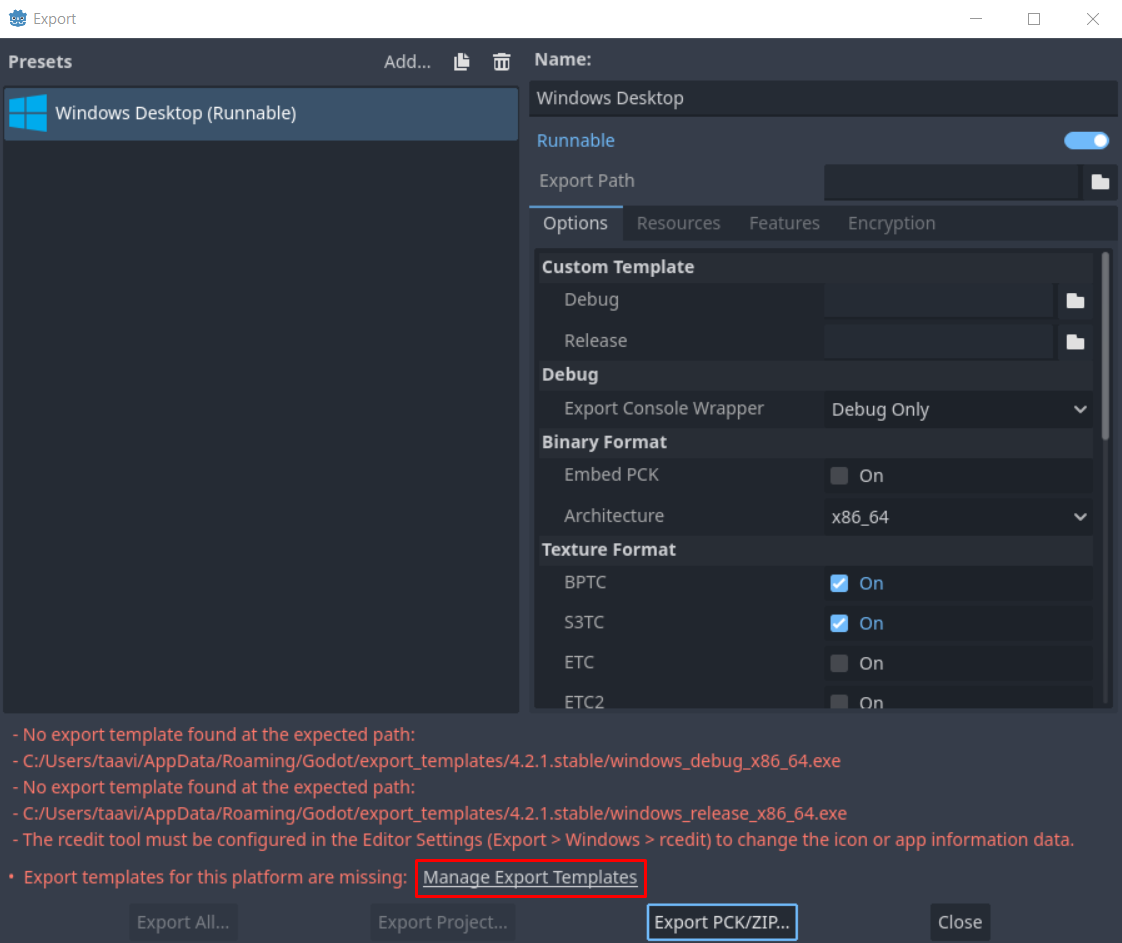 Export
Presets
Add...
Windows Desktop (Runnable)
Name:
Windows Desktop
Runnable
Export Path
Options Resources Features Encryption
Custom Template
Debug
Release
Debug
Export Console Wrapper Debug Only
Binary Format
Embed PCK On
Architecture x86_64
Texture Format
BPTC On
S3TC On
ETC On
ETC2 On
- No export template found at the expected path:
- C:/Users/taavi/AppData/Roaming/Godot/export_templates/4.2.1.stable/windows_debug_x86_64.exe
- No export template found at the expected path:
- C:/Users/taavi/AppData/Roaming/Godot/export_templates/4.2.1.stable/windows_release_x86_64.exe
- The rcedit tool must be configured in the Editor Settings (Export > Windows > rcedit) to change the icon or app information data.
• Export templates for this platform are missing: Manage Export Templates
Export All... Export Project... Export PCK/ZIP... Close